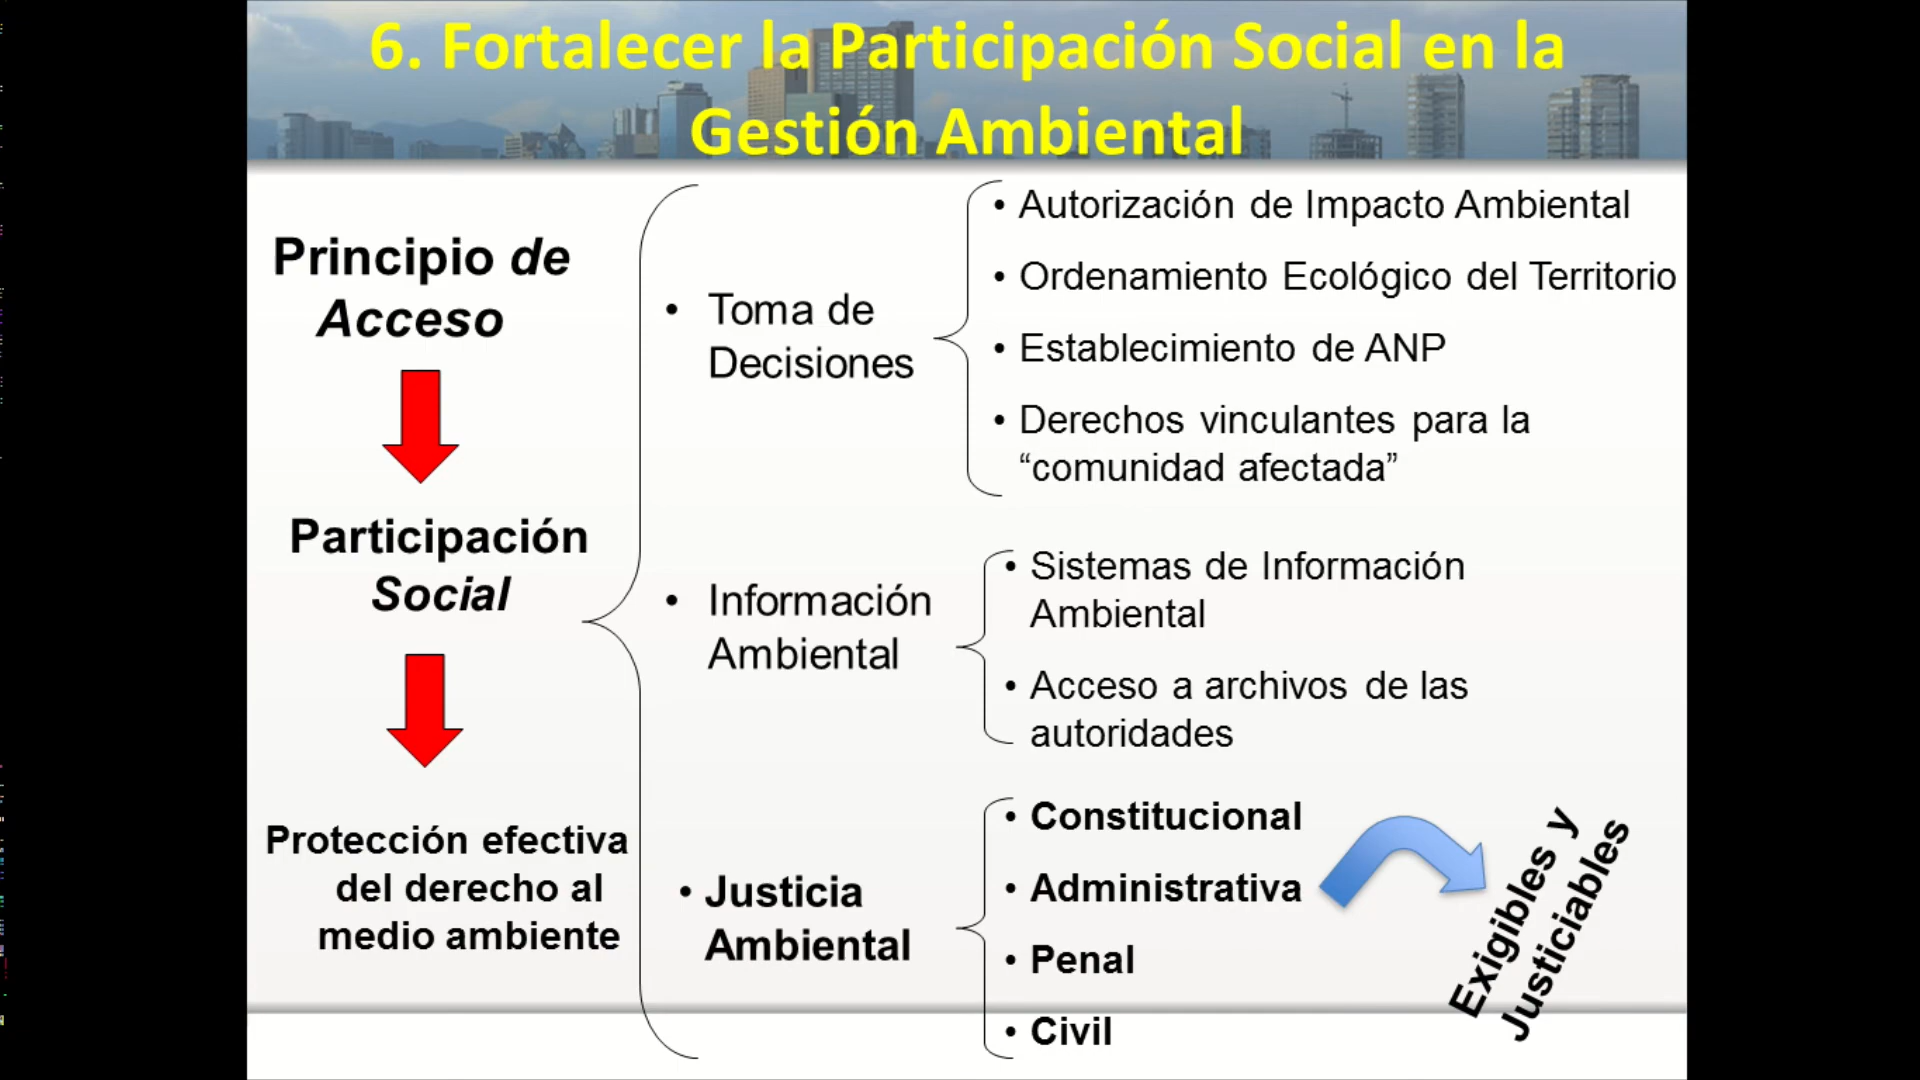 6. Fortalecer la Participación Social en la
Gestión Ambiental
Principio de
Acceso
Participación
Social
Protección efectiva
del derecho al
medio ambiente
• Toma de
Decisiones
• Autorización de Impacto Ambiental
• Ordenamiento Ecológico del Territorio
• Establecimiento de ANP
• Derechos vinculantes para la
“comunidad afectada”
• Información
Ambiental
• Sistemas de Información
Ambiental
• Acceso a archivos de las
autoridades
• Justicia
Ambiental
• Constitucional
• Administrativa
• Penal
• Civil
Exigibles y
Justiciables